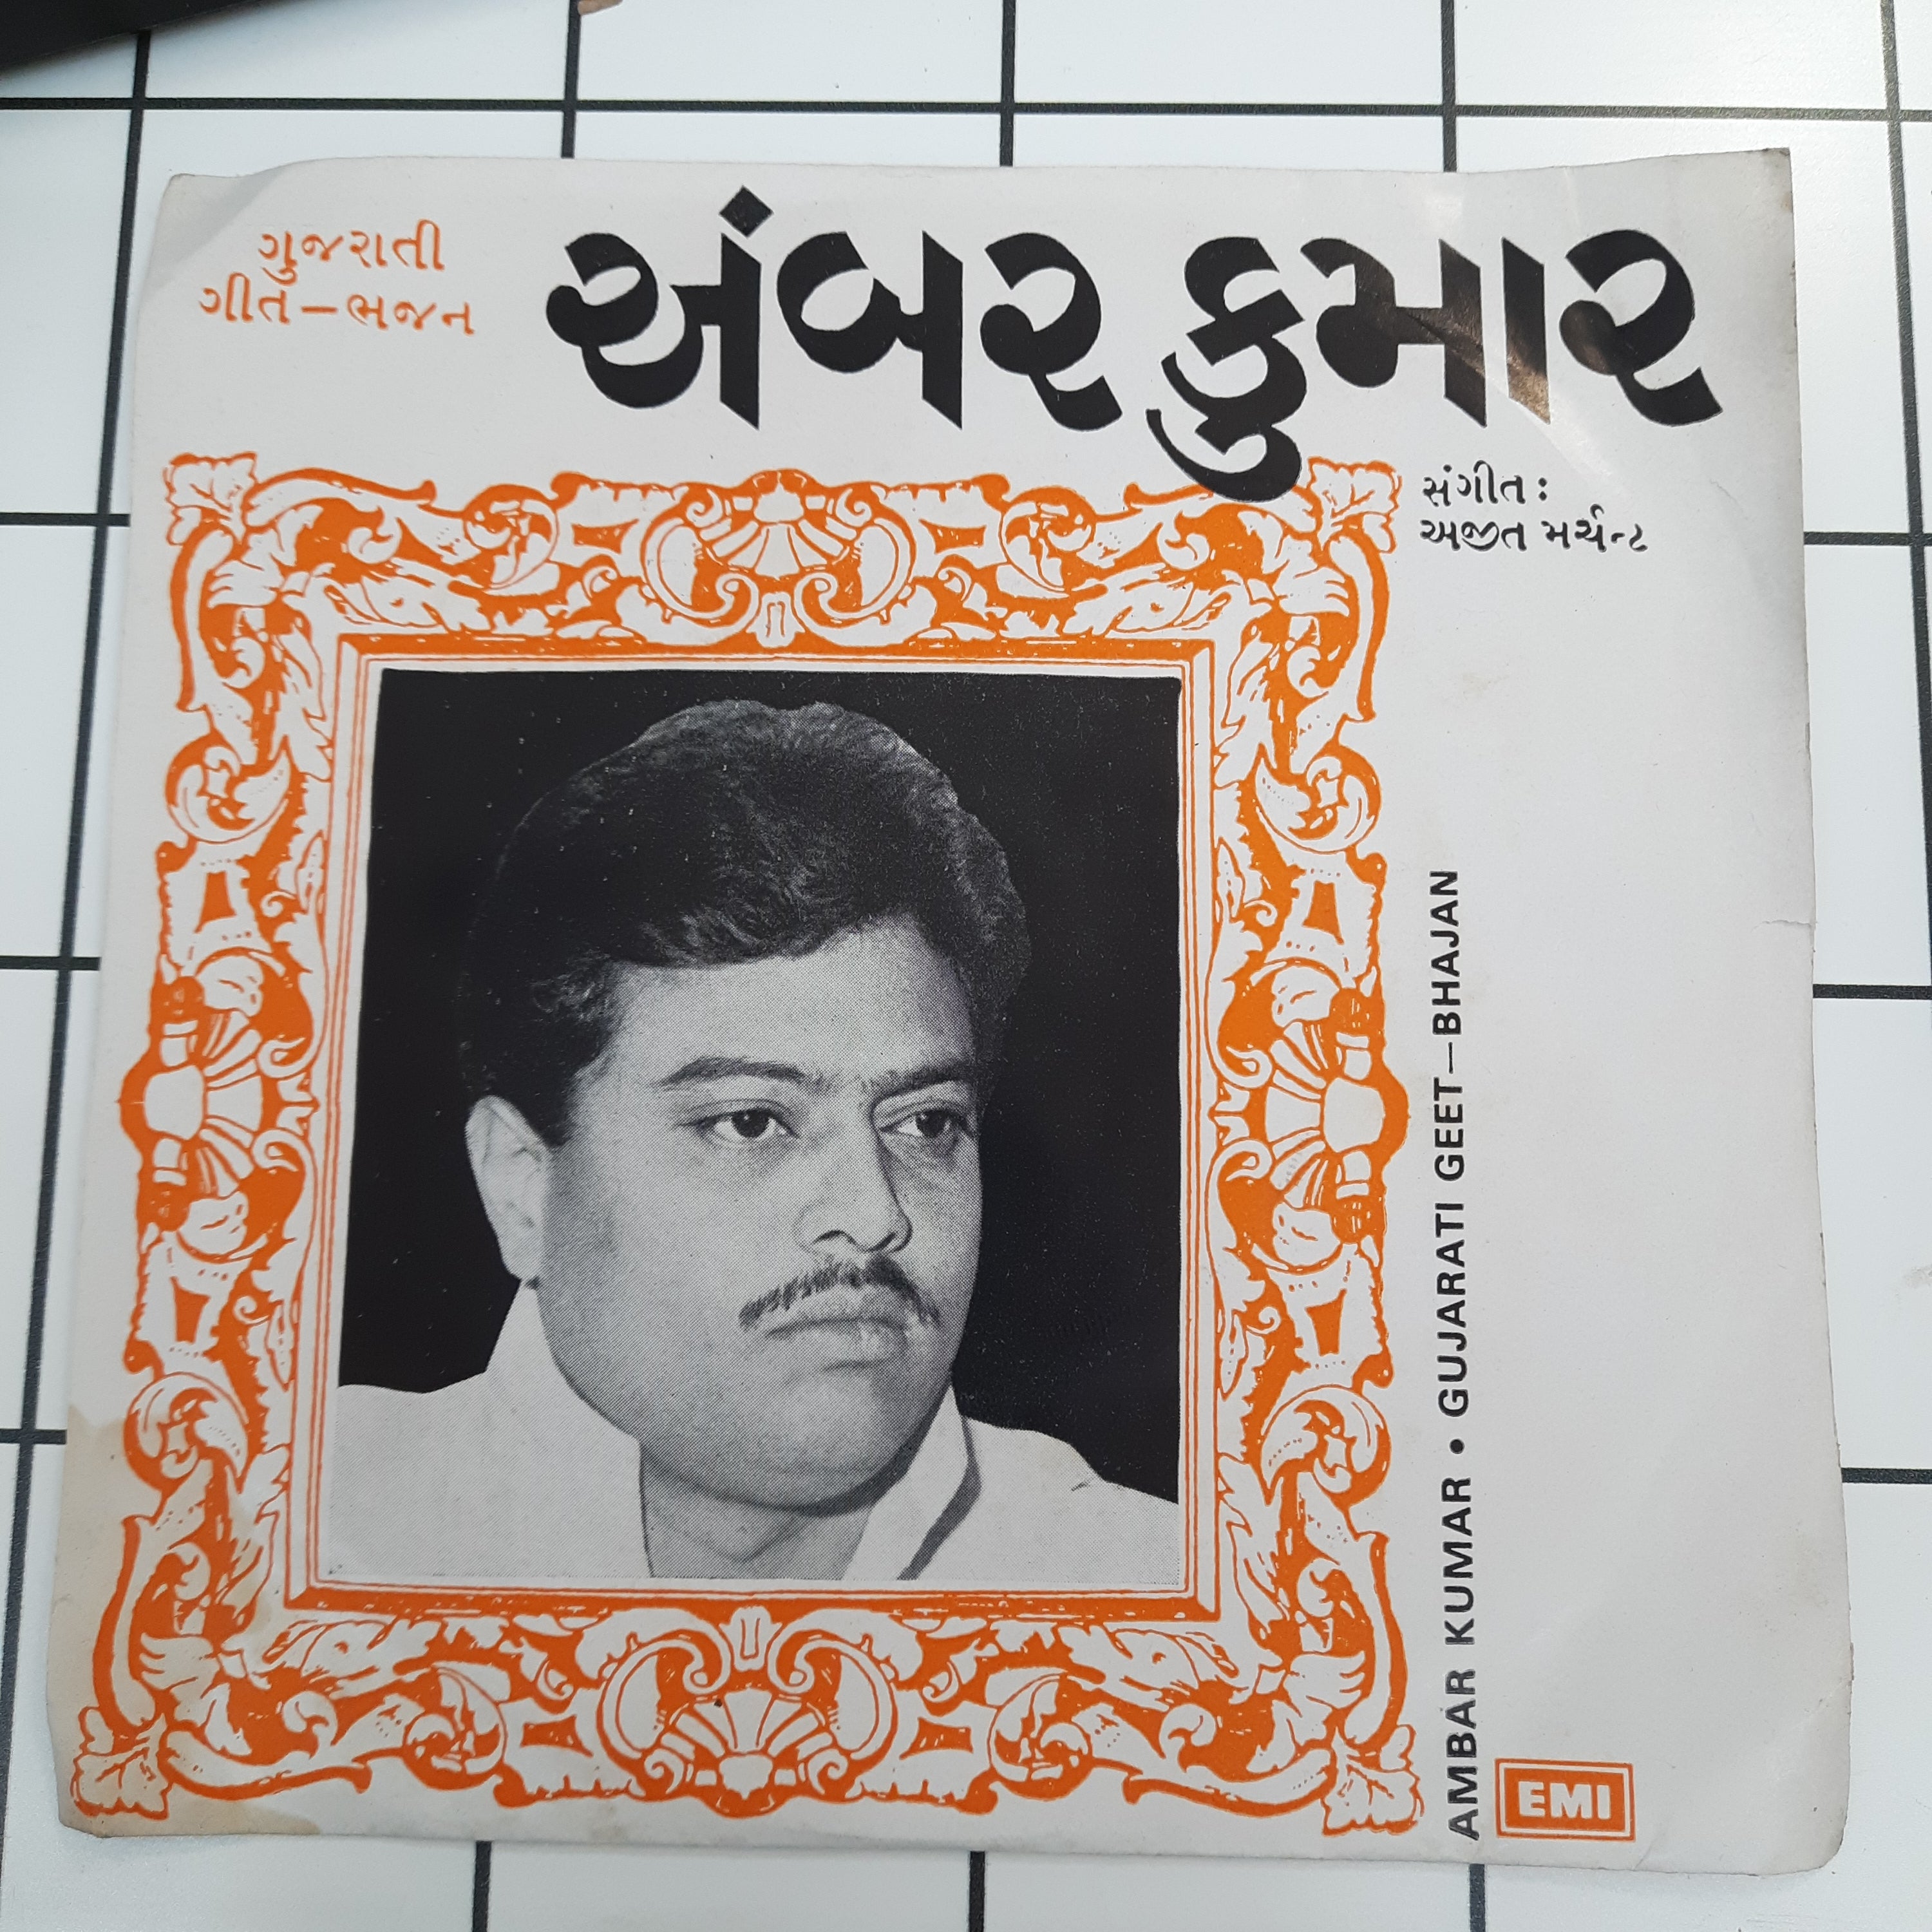 ગુજરાતી
ગીત – ભજન
અંબર કુમાર
સંગીત :
અજીત મર્ચન્ટ
AMBAR KUMAR • GUJARATI GEET – BHAJAN
EMI